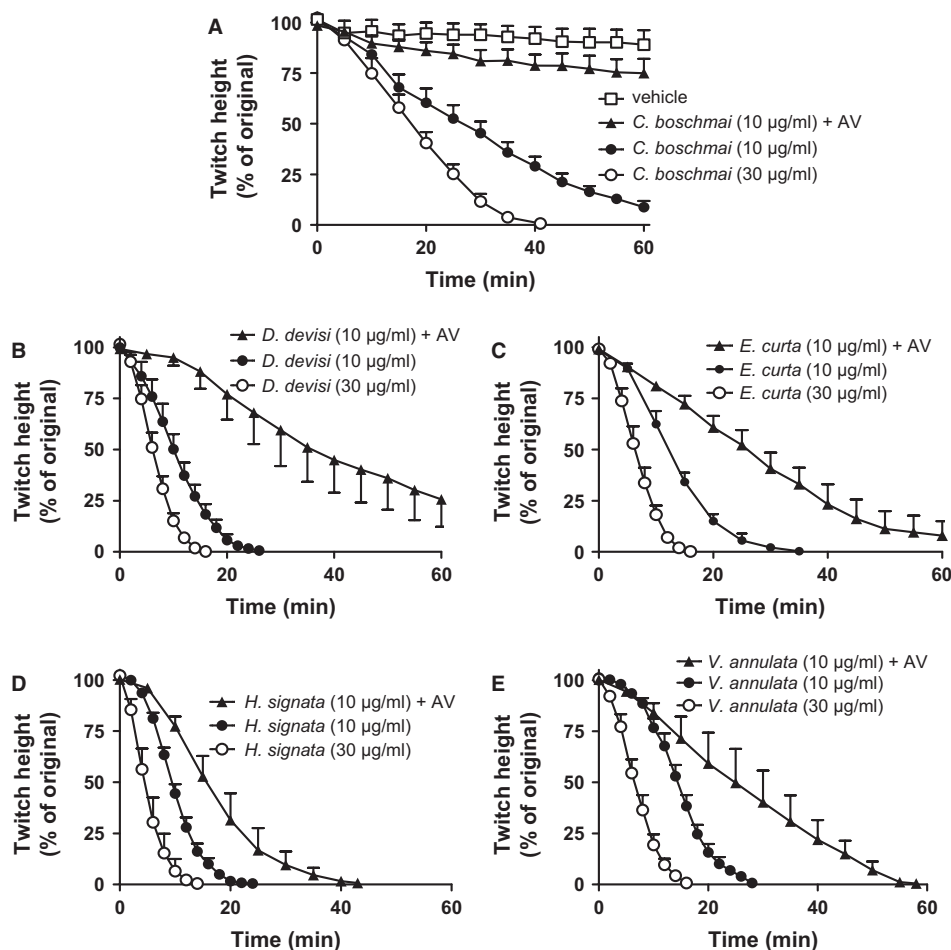 A
Twitch height
(% of original)
100
75
50
25
0
0
20
40
60
Time (min)
vehicle
C. boschmai (10 µg/ml) + AV
C. boschmai (10 µg/ml)
C. boschmai (30 µg/ml)
B
Twitch height
(% of original)
100
75
50
25
0
0
20
40
60
Time (min)
D. devisi (10 µg/ml) + AV
D. devisi (10 µg/ml)
D. devisi (30 µg/ml)
C
Twitch height
(% of original)
100
75
50
25
0
0
20
40
60
Time (min)
E. curta (10 µg/ml) + AV
E. curta (10 µg/ml)
E. curta (30 µg/ml)
D
Twitch height
(% of original)
100
75
50
25
0
0
20
40
60
Time (min)
H. signata (10 µg/ml) + AV
H. signata (10 µg/ml)
H. signata (30 µg/ml)
E
Twitch height
(% of original)
100
75
50
25
0
0
20
40
60
Time (min)
V. annulata (10 µg/ml) + AV
V. annulata (10 µg/ml)
V. annulata (30 µg/ml)